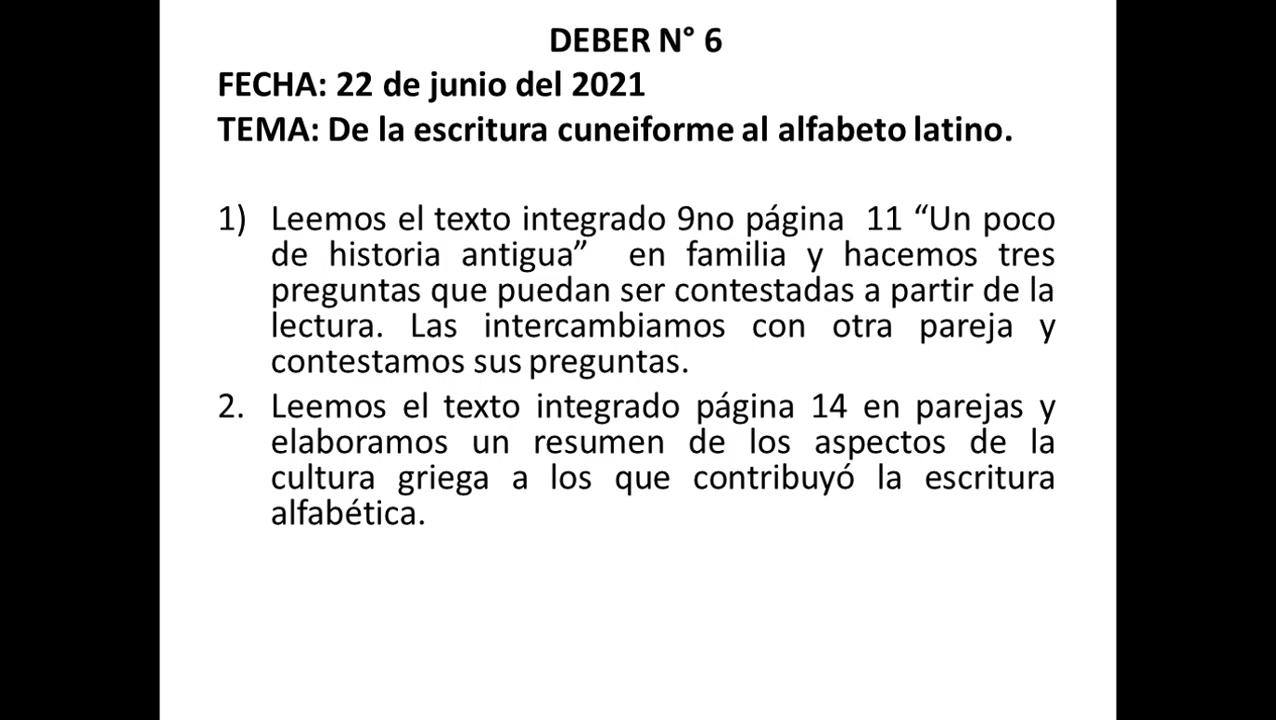 DEBER N° 6
FECHA: 22 de junio del 2021
TEMA: De la escritura cuneiforme al alfabeto latino.
1) Leemos el texto integrado 9no página 11 “Un poco
de historia antigua” en familia y hacemos tres
preguntas que puedan ser contestadas a partir de la
lectura. Las intercambiamos con otra pareja y
contestamos sus preguntas.
2. Leemos el texto integrado página 14 en parejas y
elaboramos un resumen de los aspectos de la
cultura griega a los que contribuyó la escritura
alfabética.